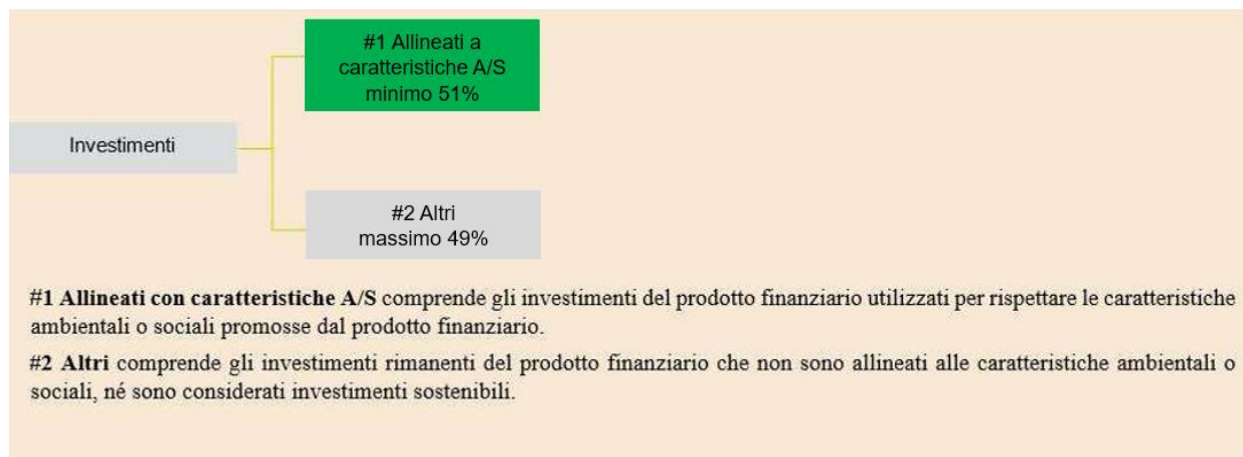 #1 Allineati a
caratteristiche A/S
minimo 51%
Investimenti
#2 Altri
massimo 49%
#1 Allineati con caratteristiche A/S comprende gli investimenti del prodotto finanziario utilizzati per rispettare le caratteristiche
ambientali o sociali promosse dal prodotto finanziario.
#2 Altri comprende gli investimenti rimanenti del prodotto finanziario che non sono allineati alle caratteristiche ambientali o
sociali, né sono considerati investimenti sostenibili.